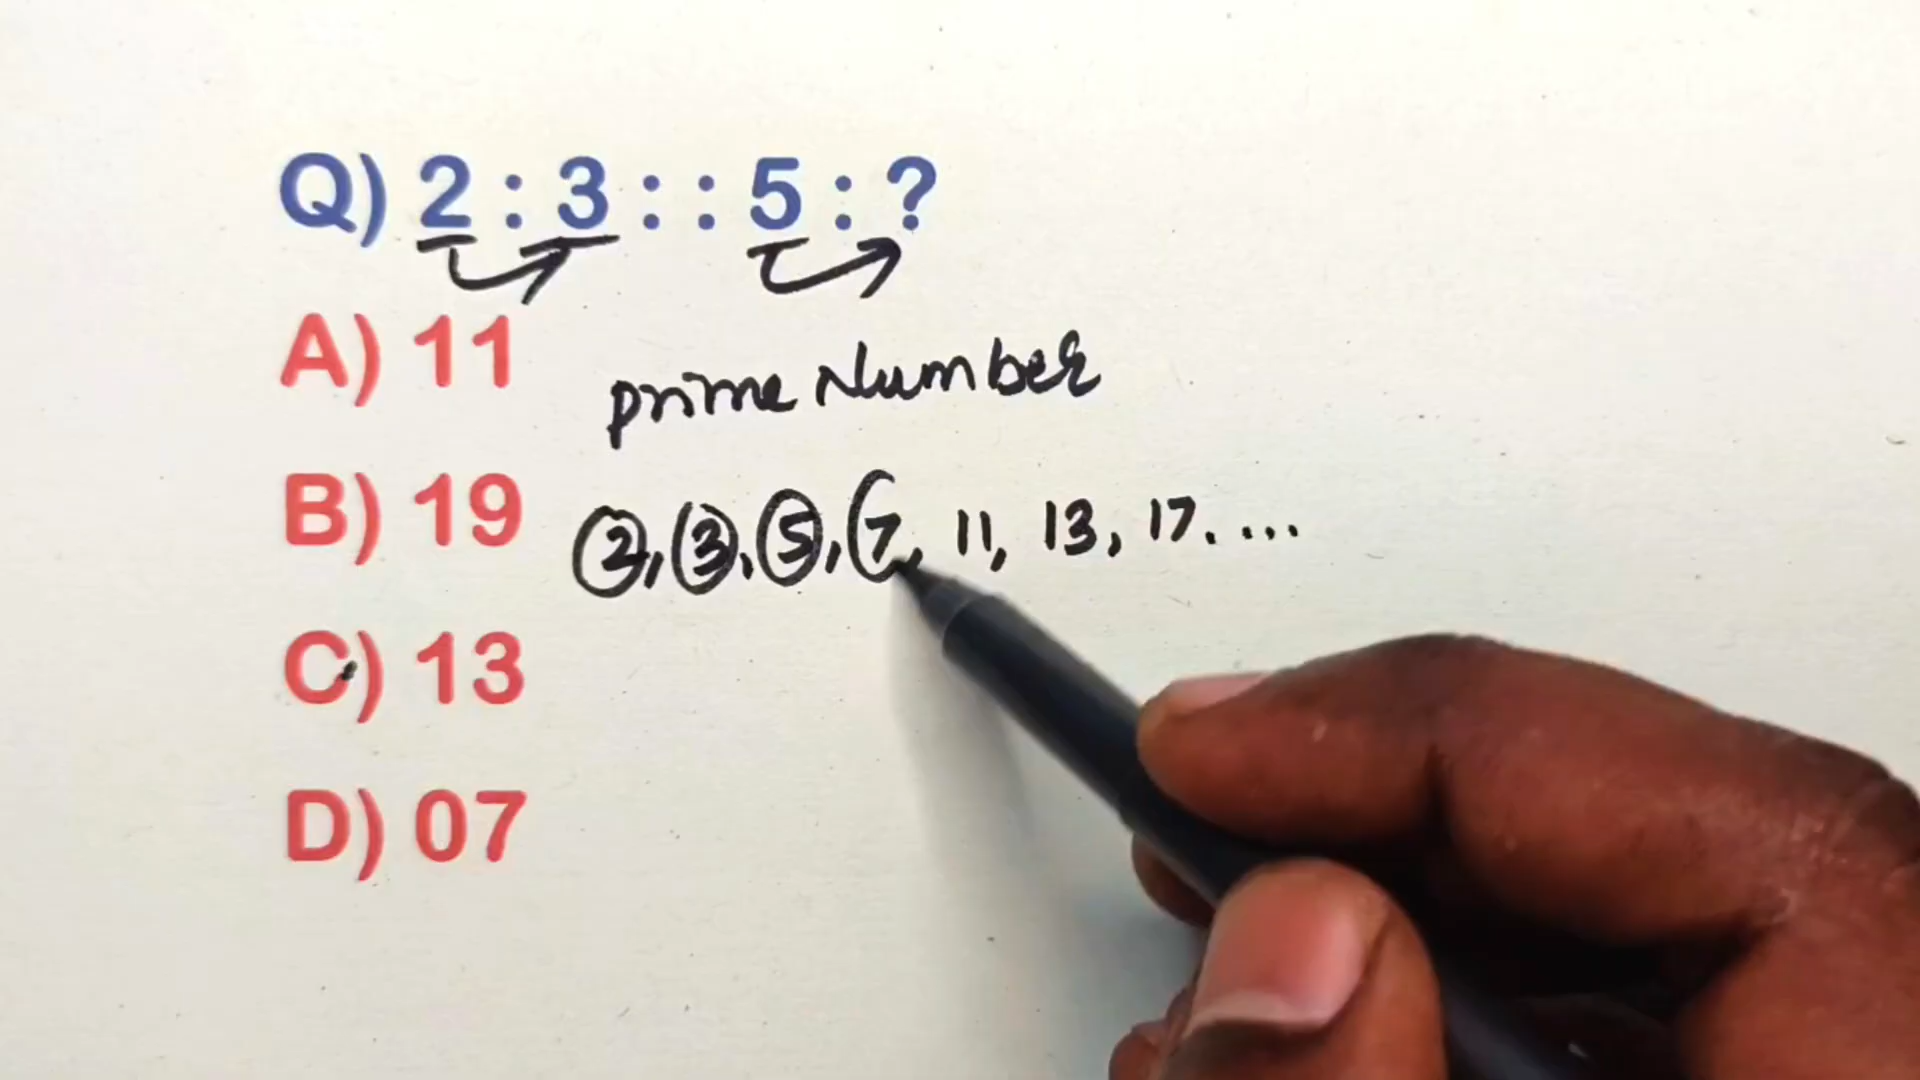 Q) 2 : 3 : : 5 : ?
A) 11
prime Number
B) 19
2, 3, 5, 7, 11, 13, 17. ...
C) 13
D) 07